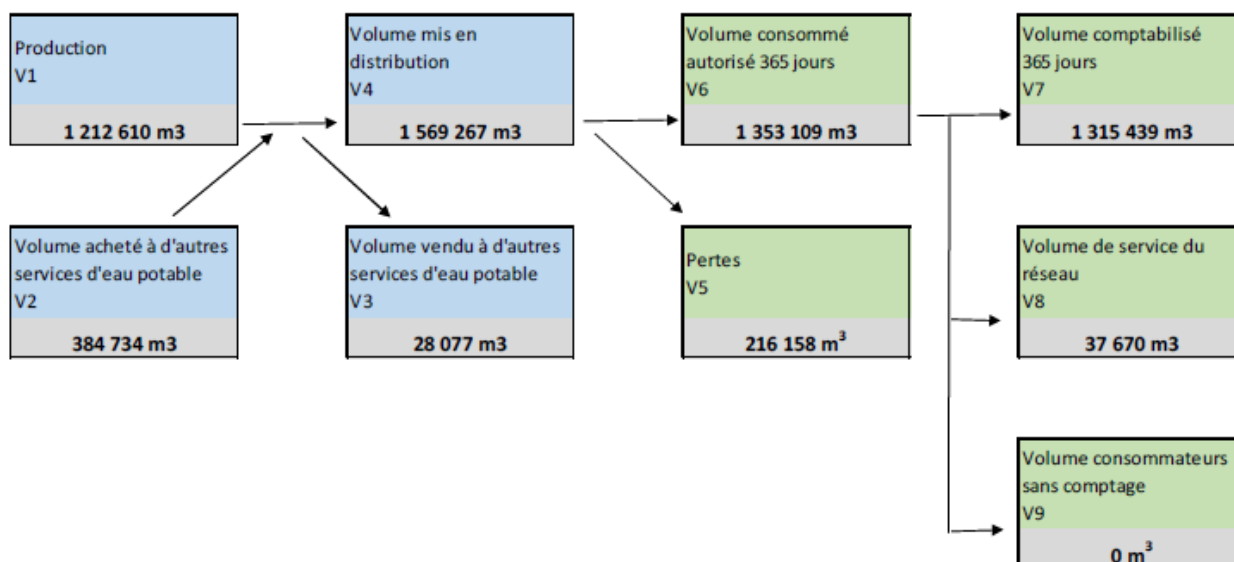 Production
V1
1 212 610 m3
Volume mis en
distribution
V4
1 569 267 m3
Volume consommé
autorisé 365 jours
V6
1 353 109 m3
Volume comptabilisé
365 jours
V7
1 315 439 m3
Volume acheté à d'autres
services d'eau potable
V2
384 734 m3
Volume vendu à d'autres
services d'eau potable
V3
28 077 m3
Pertes
V5
216 158 m³
Volume de service du
réseau
V8
37 670 m3
Volume consommateurs
sans comptage
V9
0 m³